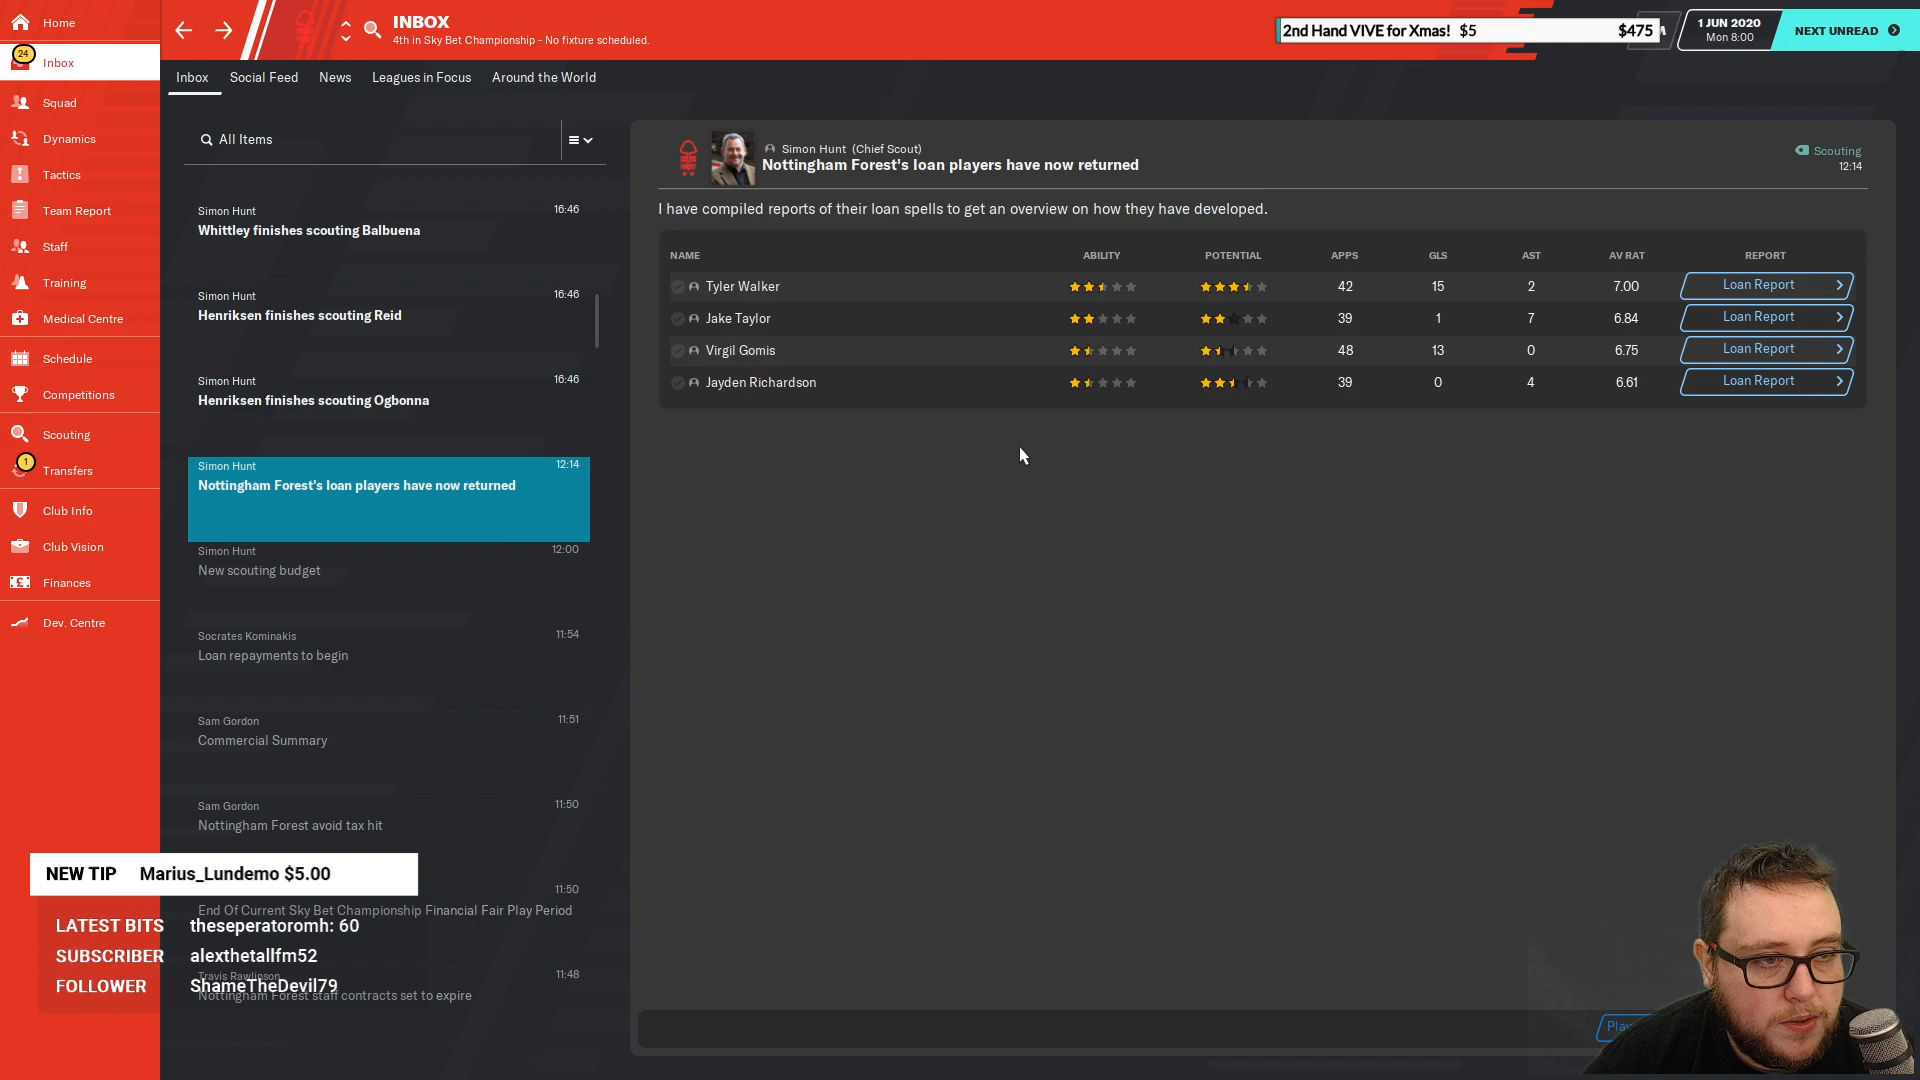 Home
24
Inbox
Squad
Dynamics
Tactics
Team Report
Staff
Training
Medical Centre
Schedule
Competitions
Scouting
1
Transfers
Club Info
Club Vision
Finances
Dev. Centre
INBOX
4th in Sky Bet Championship - No fixture scheduled.
2nd Hand VIVE for Xmas! $5 $475
1 JUN 2020
Mon 8:00
NEXT UNREAD
Inbox Social Feed News Leagues in Focus Around the World
All Items
Simon Hunt 16:46
Whittley finishes scouting Balbuena
Simon Hunt 16:46
Henriksen finishes scouting Reid
Simon Hunt 16:46
Henriksen finishes scouting Ogbonna
Simon Hunt 12:14
Nottingham Forest's loan players have now returned
Simon Hunt 12:00
New scouting budget
Socrates Kominakis 11:54
Loan repayments to begin
Sam Gordon 11:51
Commercial Summary
Sam Gordon 11:50
Nottingham Forest avoid tax hit
11:50
End Of Current Sky Bet Championship Financial Fair Play Period
Travis Rawlinson 11:48
Nottingham Forest staff contracts set to expire
NEW TIP Marius_Lundemo $5.00
LATEST BITS theseperatoromh: 60
SUBSCRIBER alexthetallfm52
FOLLOWER ShameTheDevil79
Simon Hunt (Chief Scout)
Nottingham Forest's loan players have now returned
Scouting
12:14
I have compiled reports of their loan spells to get an overview on how they have developed.
NAME ABILITY POTENTIAL APPS GLS AST AV RAT REPORT
Tyler Walker 42 15 2 7.00 Loan Report
Jake Taylor 39 1 7 6.84 Loan Report
Virgil Gomis 48 13 0 6.75 Loan Report
Jayden Richardson 39 0 4 6.61 Loan Report